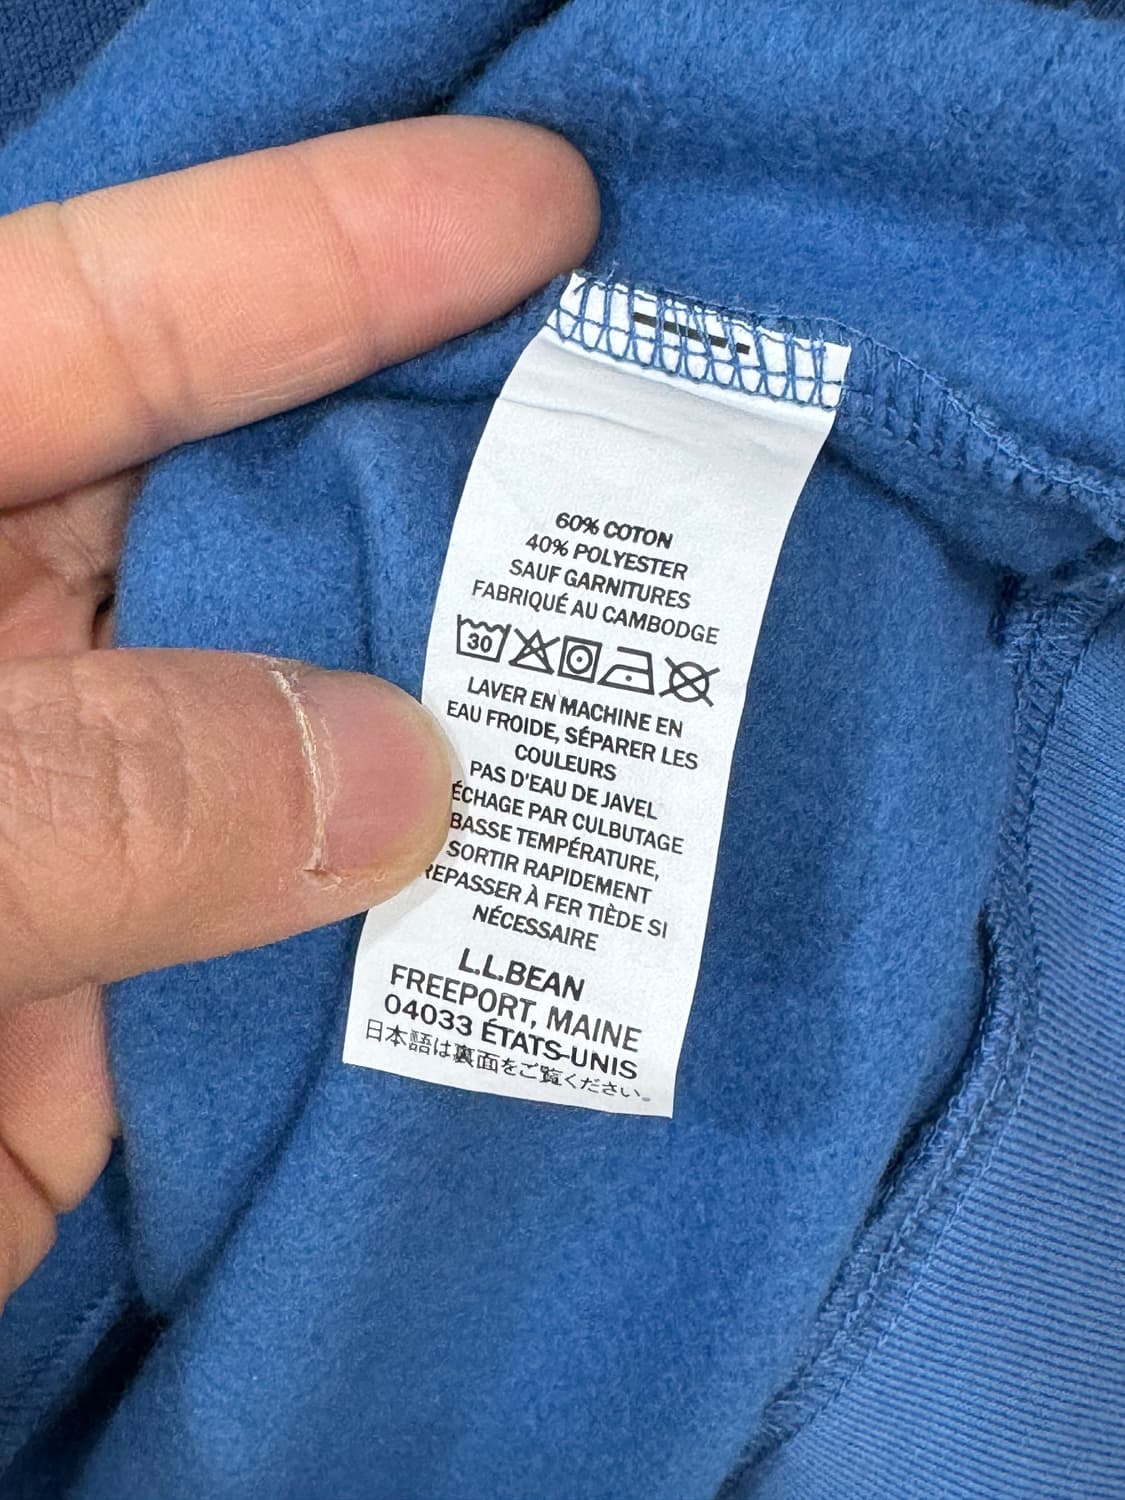 60% COTON
40% POLYESTER
SAUF GARNITURES
FABRIQUÉ AU CAMBODGE
30
LAVER EN MACHINE EN
EAU FROIDE, SÉPARER LES
COULEURS
PAS D'EAU DE JAVEL
ÉCHAGE PAR CULBUTAGE
BASSE TEMPÉRATURE,
SORTIR RAPIDEMENT
REPASSER À FER TIÈDE SI
NÉCESSAIRE
L.L.BEAN
FREEPORT, MAINE
04033 ÉTATS-UNIS
日本語は裏面をご覧ください。